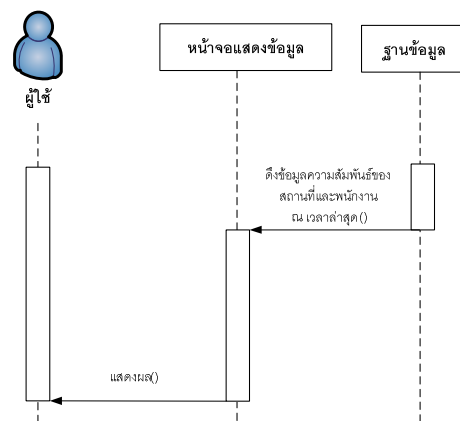 หน้าจอแสดงข้อมูล
ฐานข้อมูล
ผู้ใช้
ดึงข้อมูลความสัมพันธ์ของ
สถานที่และพนักงาน
ณ เวลาล่าสุด()
แสดงผล()